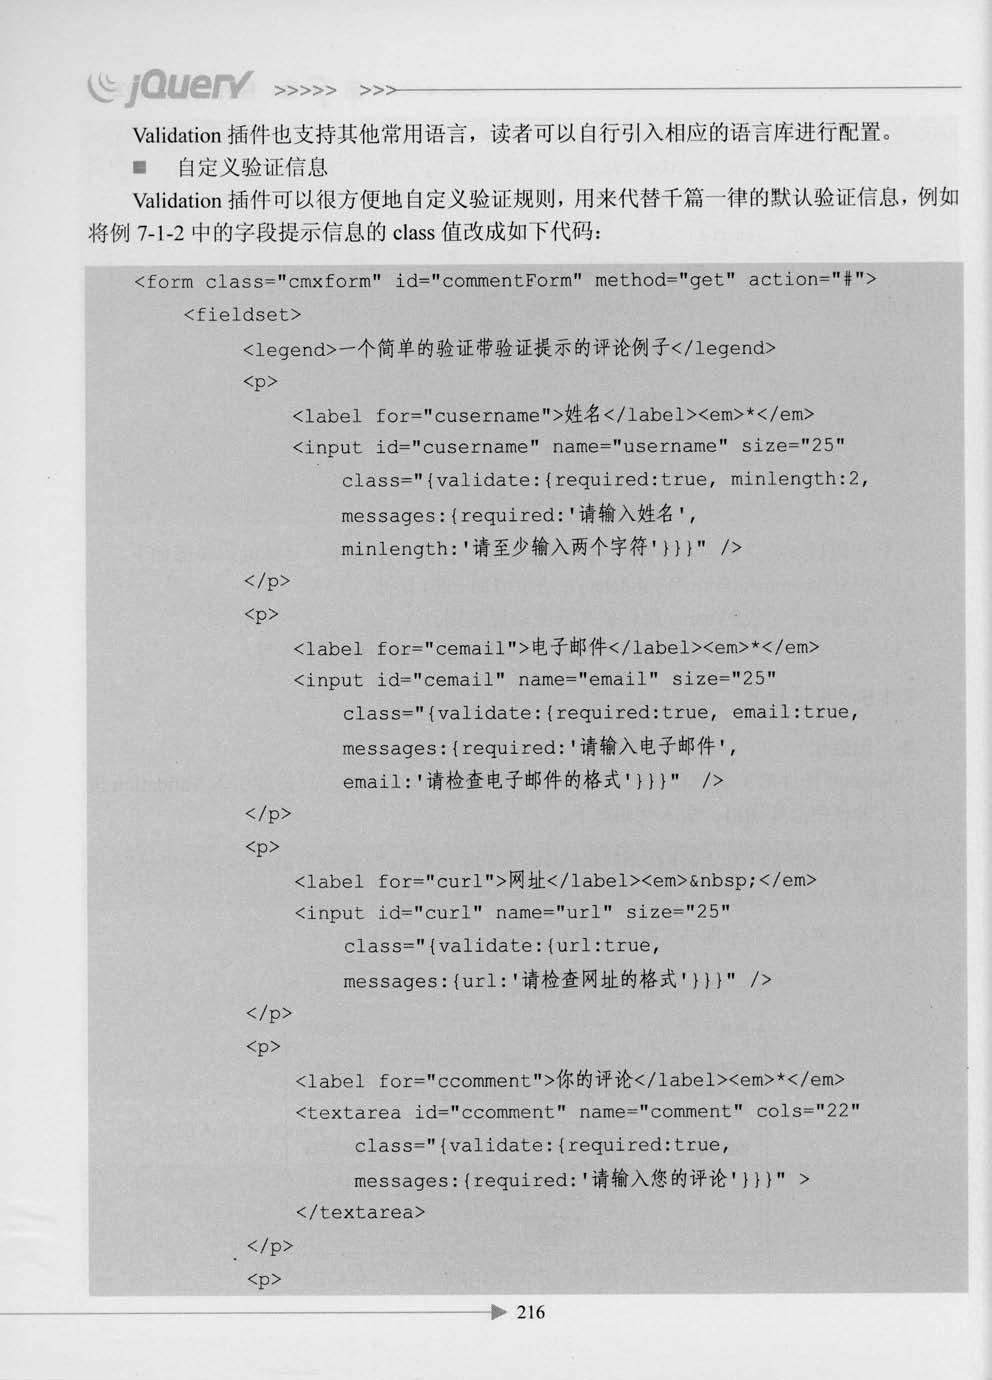 jQuery >>>>> >>>
Validation 插件也支持其他常用语言，读者可以自行引入相应的语言库进行配置。
■ 自定义验证信息
Validation 插件可以很方便地自定义验证规则，用来代替千篇一律的默认验证信息，例如
将例 7-1-2 中的字段提示信息的 class 值改成如下代码：
<form class="cmxform" id="commentForm" method="get" action="#">
<fieldset>
<legend>一个简单的验证带验证提示的评论例子</legend>
<p>
<label for="cusername">姓名</label><em>*</em>
<input id="cusername" name="username" size="25"
class="{validate:{required:true, minlength:2,
messages:{required:'请输入姓名',
minlength:'请至少输入两个字符'}}}" />
</p>
<p>
<label for="cemail">电子邮件</label><em>*</em>
<input id="cemail" name="email" size="25"
class="{validate:{required:true, email:true,
messages:{required:'请输入电子邮件',
email:'请检查电子邮件的格式'}}}" />
</p>
<p>
<label for="curl">网址</label><em>&nbsp;</em>
<input id="curl" name="url" size="25"
class="{validate:{url:true,
messages:{url:'请检查网址的格式'}}}" />
</p>
<p>
<label for="ccomment">你的评论</label><em>*</em>
<textarea id="ccomment" name="comment" cols="22"
class="{validate:{required:true,
messages:{required:'请输入您的评论'}}}" >
</textarea>
</p>
<p>
216